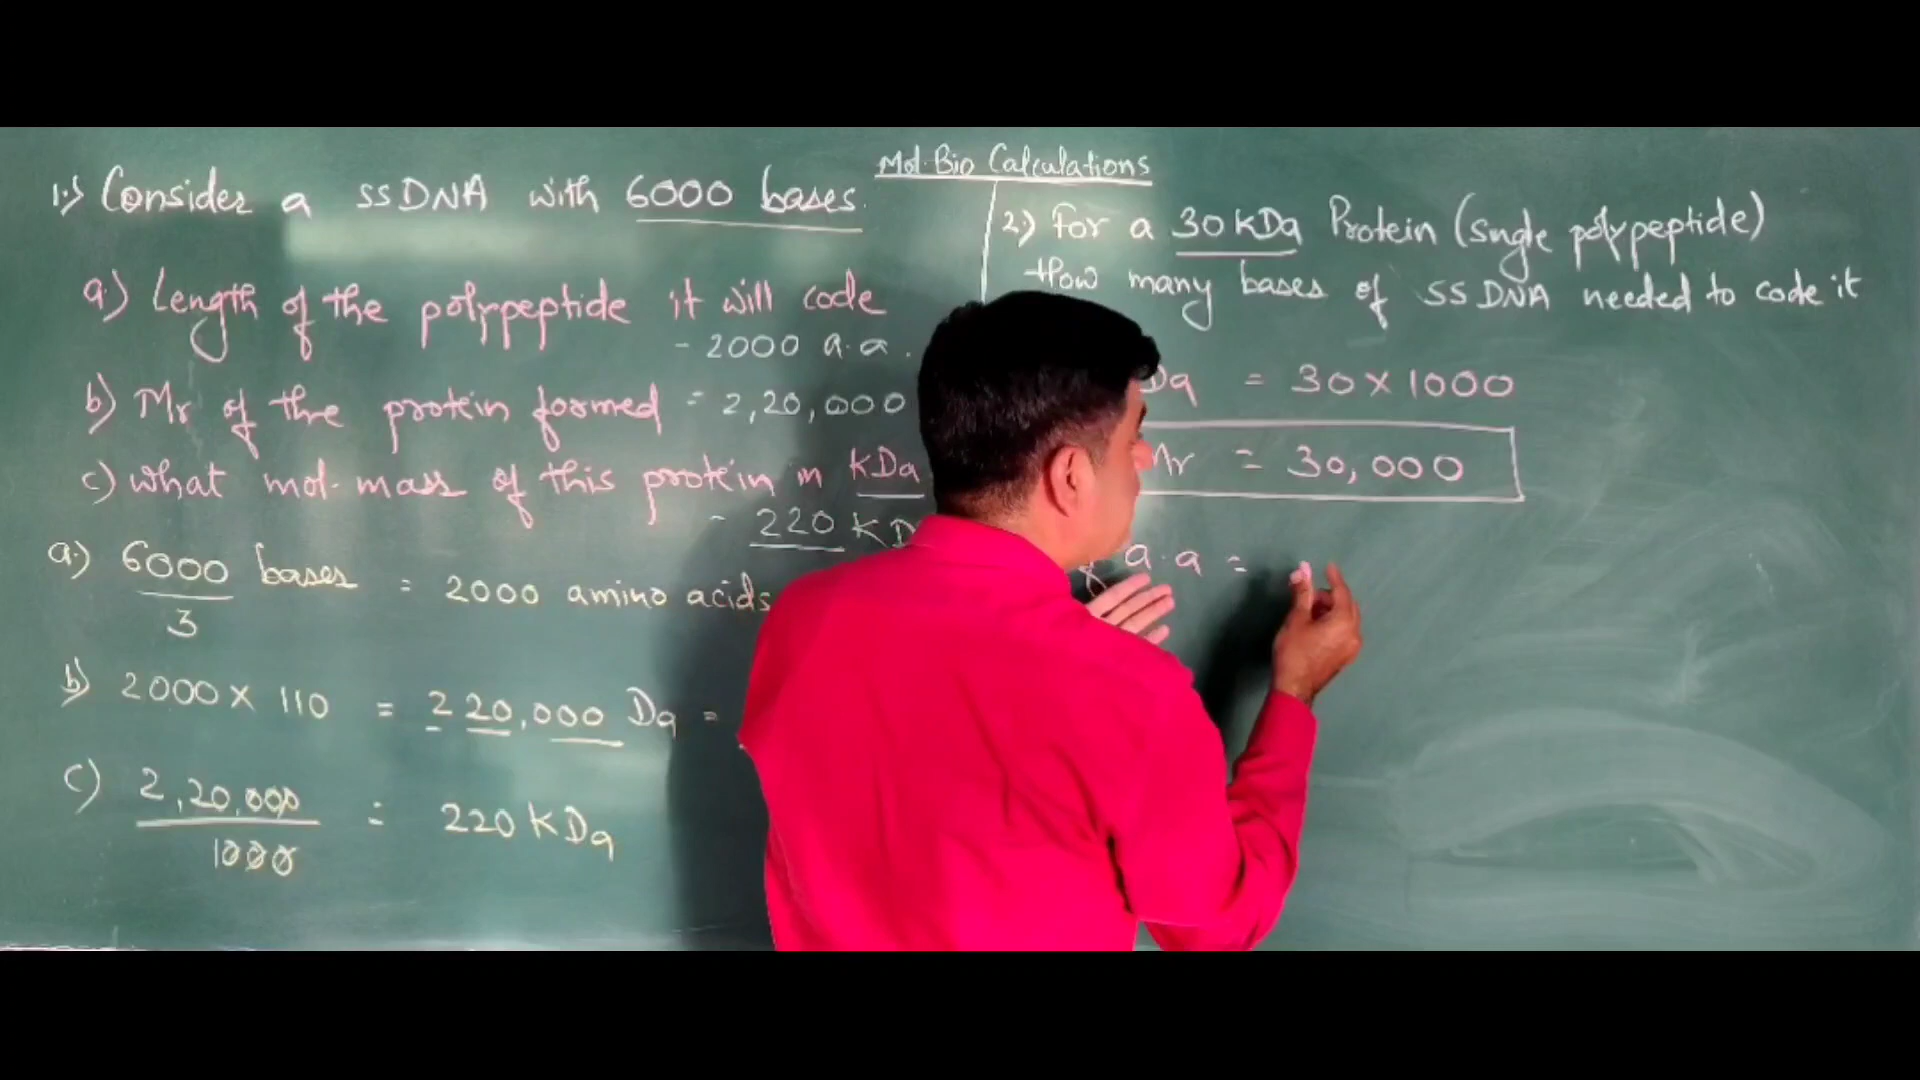 Mol. Bio Calculations
1.) Consider a ssDNA with 6000 bases.
a.) Length of the polypeptide it will code
- 2000 a.a.
b) Mr of the protein formed = 2,20,000
c) what mol. mass of this protein in KDa
- 220 KD
a.) 6000 bases = 2000 amino acids
3
b) 2000 x 110 = 220,000 Da =
c) 2,20,000 = 220 KDa
1000
2.) For a 30 KDa Protein (single polypeptide)
How many bases of SSDNA needed to code it
Da = 30 x 1000
Mr = 30,000
a.a =